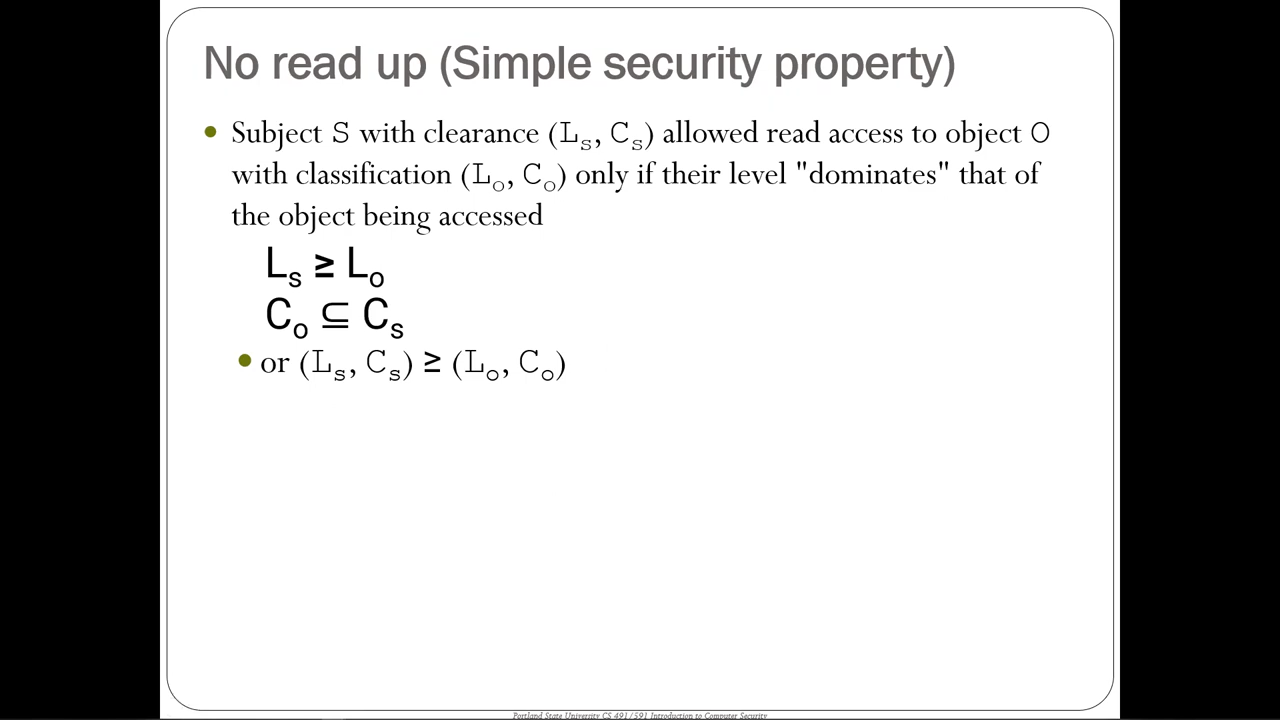 No read up (Simple security property)
• Subject S with clearance (Lₛ, Cₛ) allowed read access to object O
with classification (Lₒ, Cₒ) only if their level "dominates" that of
the object being accessed
Lₛ ≥ Lₒ
Cₒ ⊆ Cₛ
• or (Lₛ, Cₛ) ≥ (Lₒ, Cₒ)
Portland State University CS 491/591 Introduction to Computer Security